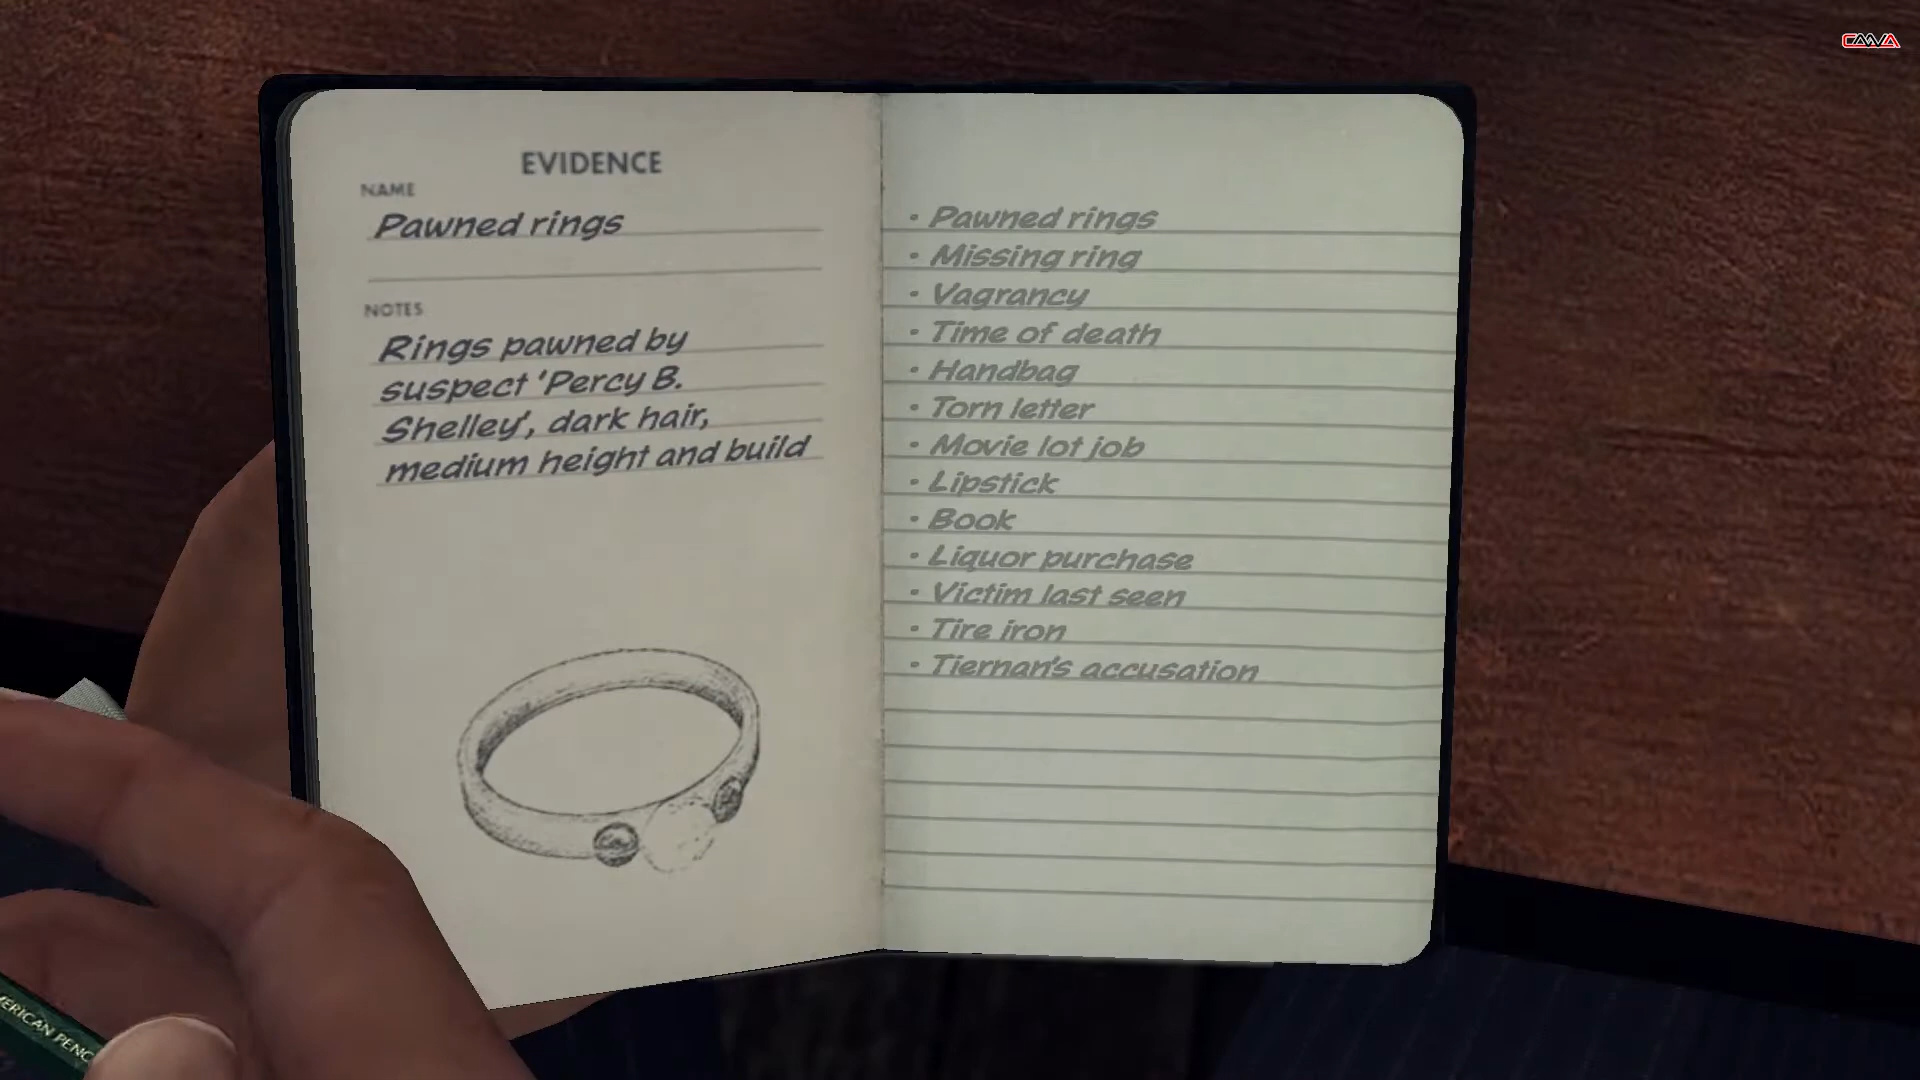 EVIDENCE
NAME
Pawned rings
NOTES
Rings pawned by
suspect 'Percy B.
Shelley', dark hair,
medium height and build
• Pawned rings
• Missing ring
• Vagrancy
• Time of death
• Handbag
• Torn letter
• Movie lot job
• Lipstick
• Book
• Liquor purchase
• Victim last seen
• Tire iron
• Tiernan's accusation